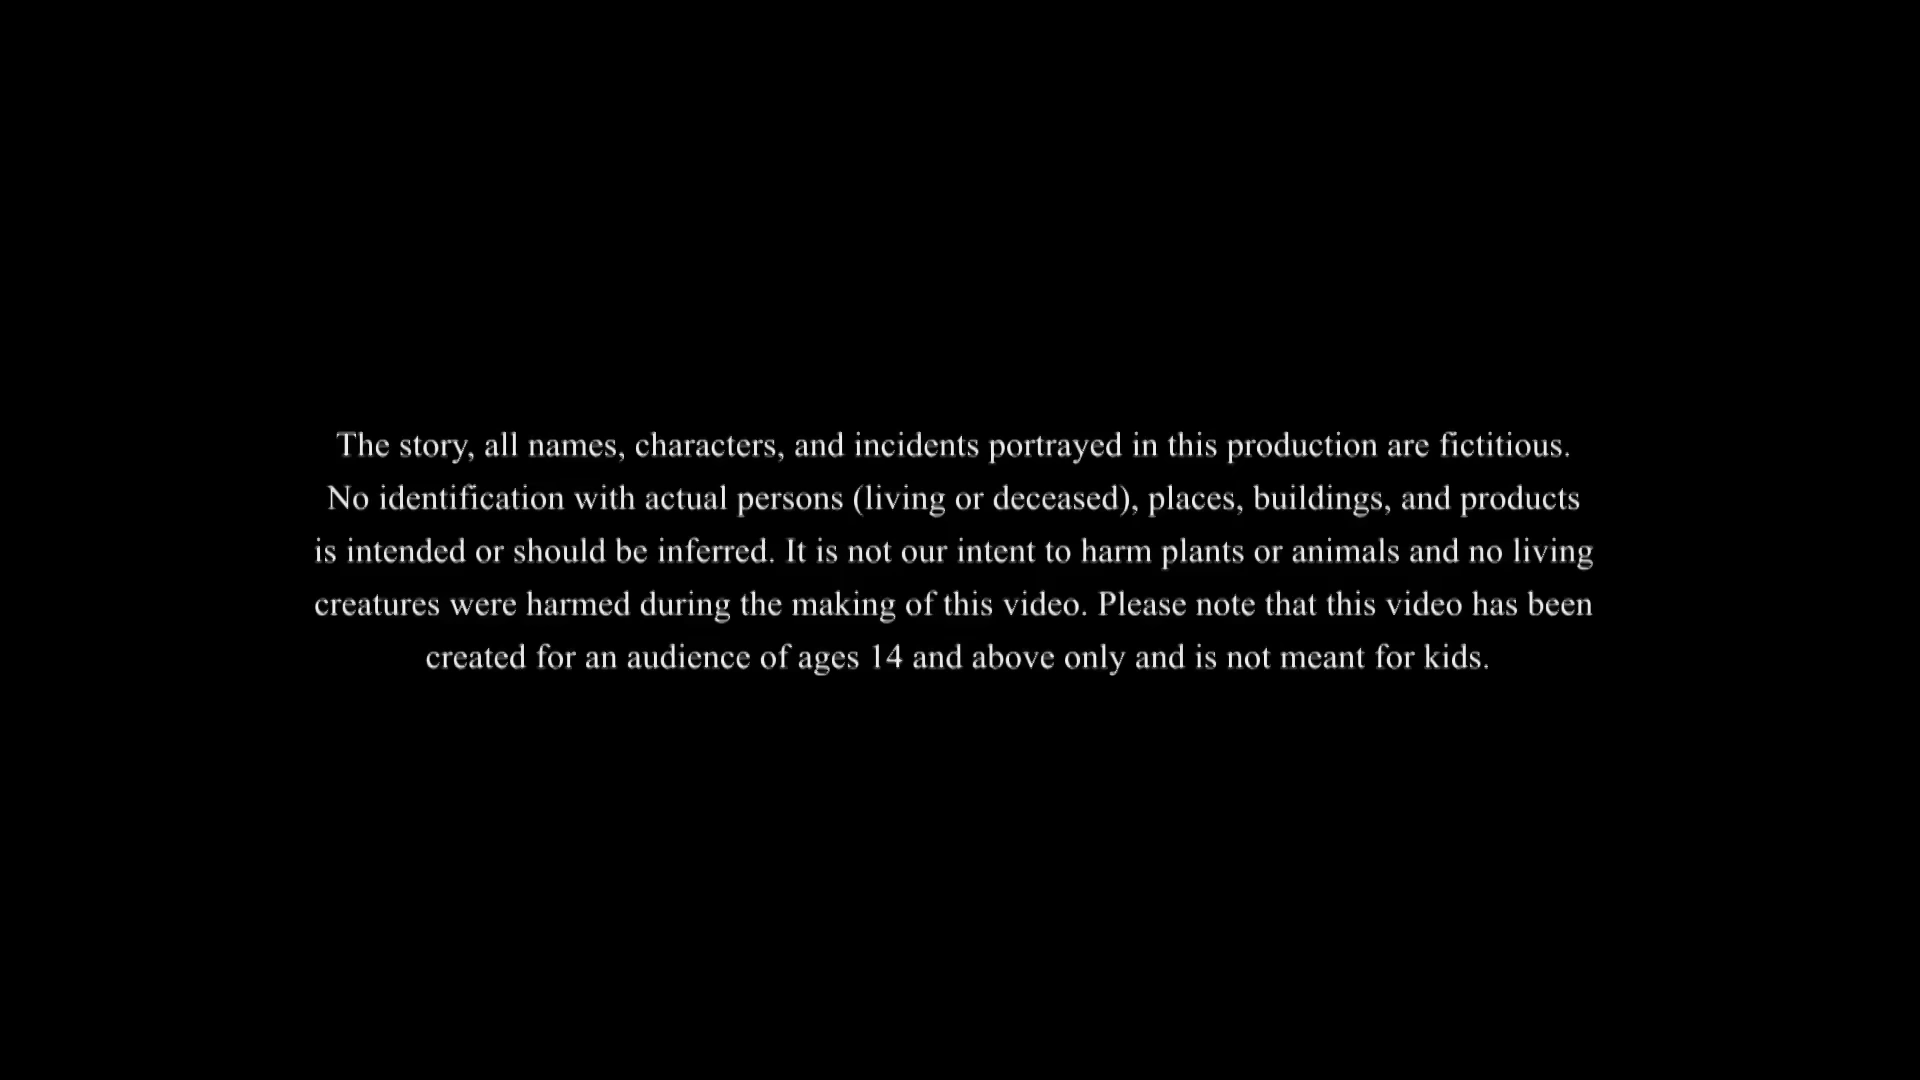 The story, all names, characters, and incidents portrayed in this production are fictitious.
No identification with actual persons (living or deceased), places, buildings, and products
is intended or should be inferred. It is not our intent to harm plants or animals and no living
creatures were harmed during the making of this video. Please note that this video has been
created for an audience of ages 14 and above only and is not meant for kids.